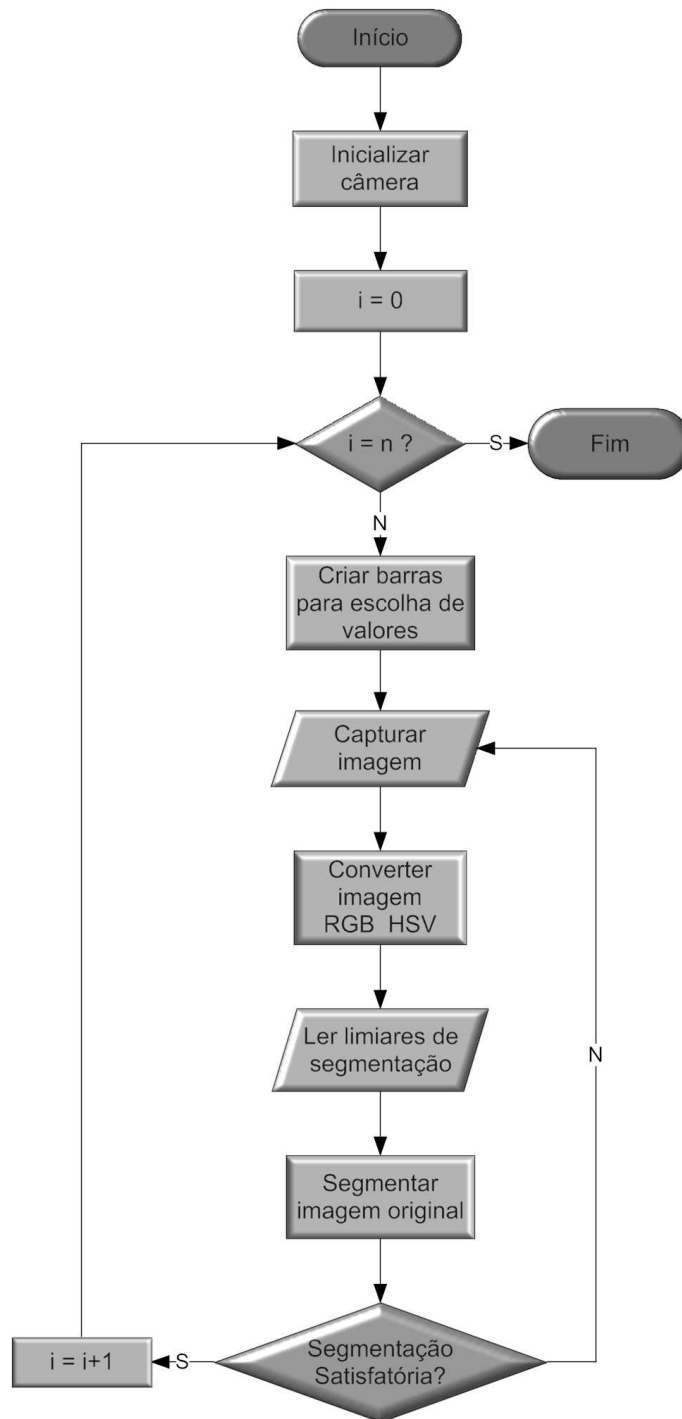 Início
Inicializar
câmera
i = 0
i = n ?
S
Fim
N
Criar barras
para escolha de
valores
Capturar
imagem
Converter
imagem
RGB HSV
Ler limiares de
segmentação
N
Segmentar
imagem original
Segmentação
Satisfatória?
S
i = i+1